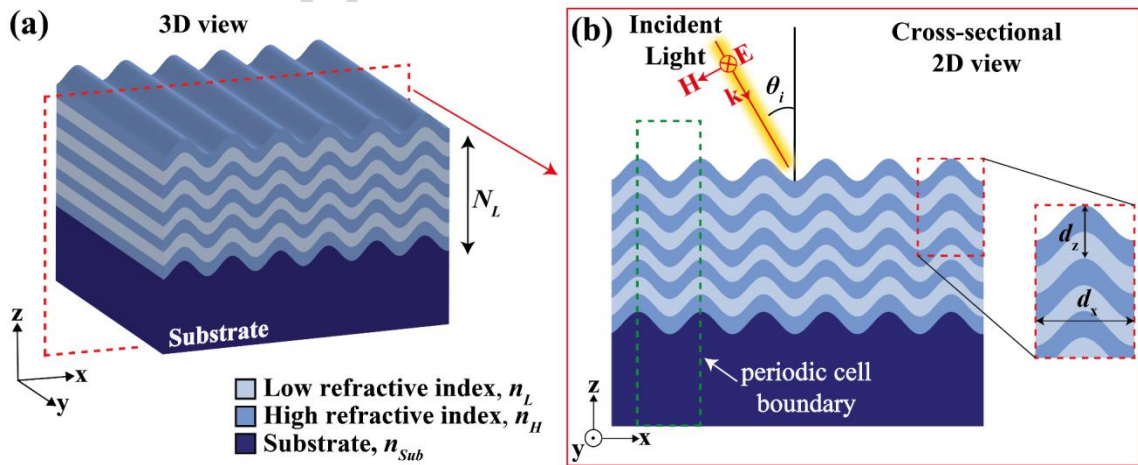 (a)
3D view
N_L
Substrate
z
x
y
Low refractive index, n_L
High refractive index, n_H
Substrate, n_Sub
(b)
Incident
Light
E
H
k
θ_i
Cross-sectional
2D view
d_z
d_x
periodic cell
boundary
z
y
x